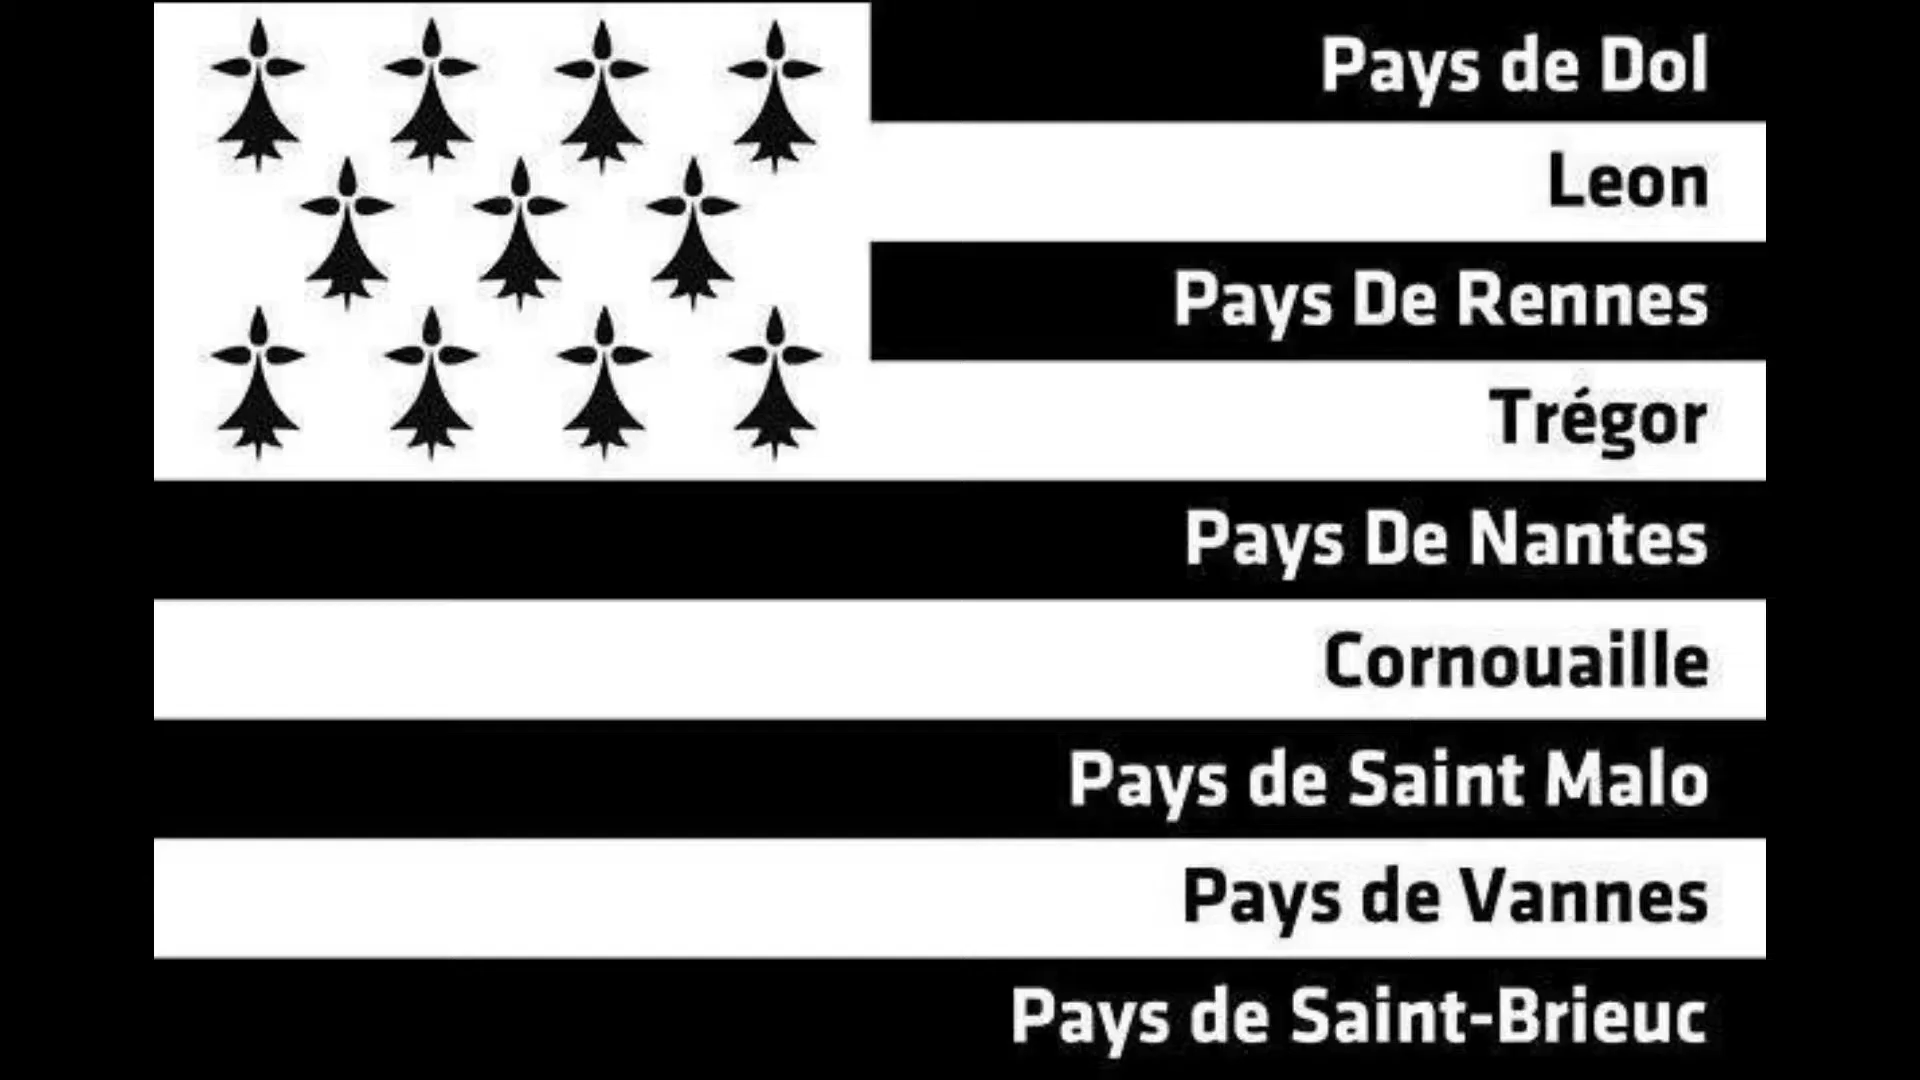 Pays de Dol
Leon
Pays De Rennes
Trégor
Pays De Nantes
Cornouaille
Pays de Saint Malo
Pays de Vannes
Pays de Saint-Brieuc